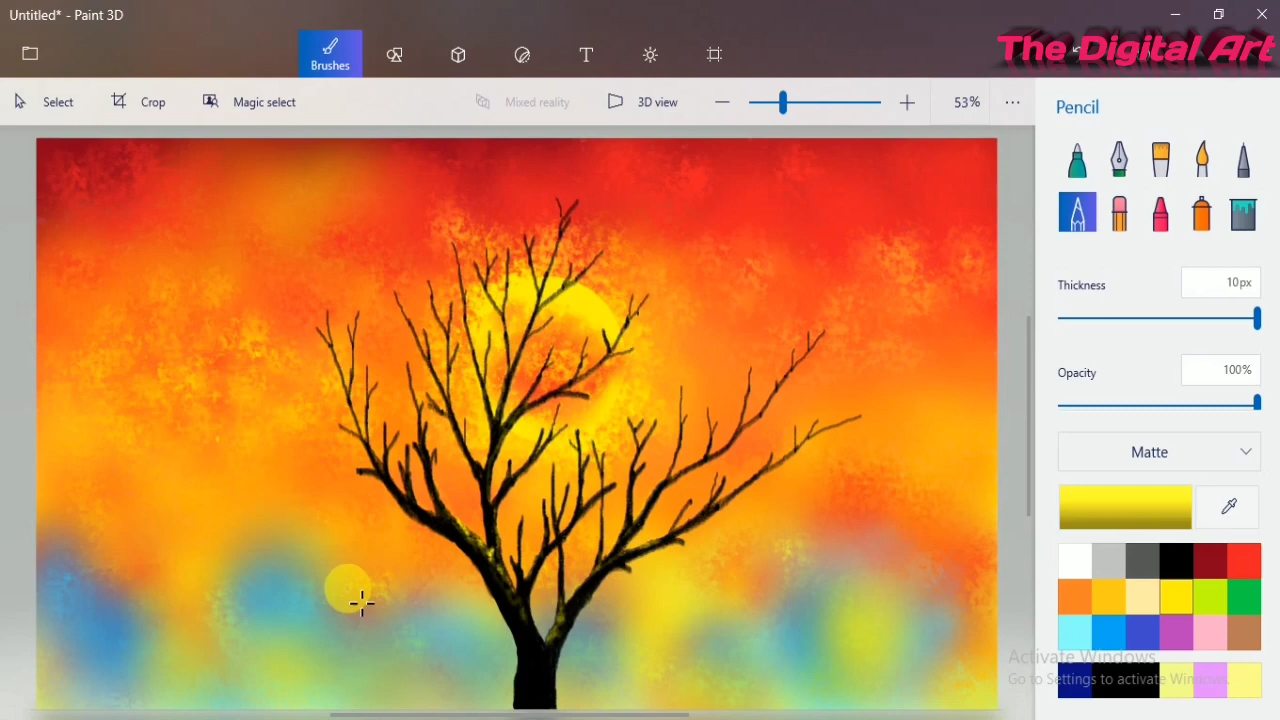 Untitled* - Paint 3D
The Digital Art
Brushes
Select
Crop
Magic select
Mixed reality
3D view
53%
Pencil
Thickness
10px
Opacity
100%
Matte
Activate Windows
Go to Settings to activate Windows.